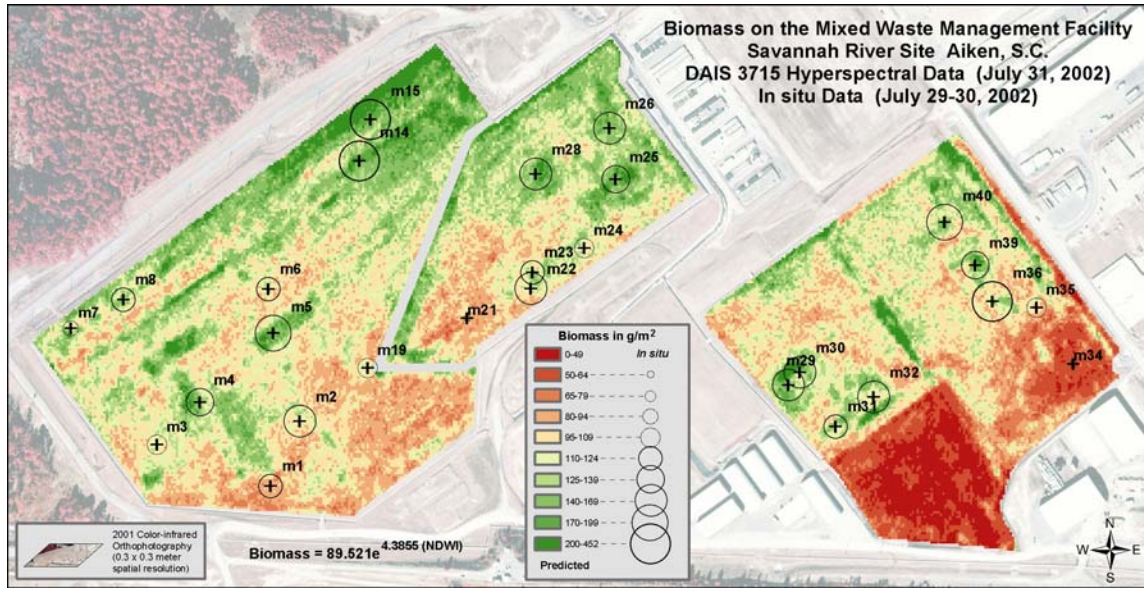 Biomass on the Mixed Waste Management Facility
Savannah River Site Aiken, S.C.
DAIS 3715 Hyperspectral Data (July 31, 2002)
In situ Data (July 29-30, 2002)
m15
m14
m26
m28
m25
m40
m24
m39
m23
m22
m36
m35
m6
m8
m5
m7
m21
m19
m34
m30
m29
m32
m31
m4
m2
m3
m1
Biomass in g/m2
In situ
0-49
50-64
65-79
80-94
95-109
110-124
125-139
140-169
170-199
200-452
Predicted
2001 Color-infrared
Orthophotography
(0.3 x 0.3 meter
spatial resolution)
Biomass = 89.521e4.3855 (NDWI)
N
W E
S